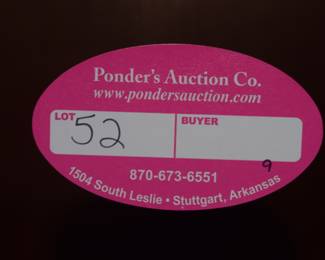 Ponder's Auction Co.
www.pondersauction.com
LOT 52 BUYER
9
870-673-6551
1504 South Leslie • Stuttgart, Arkansas